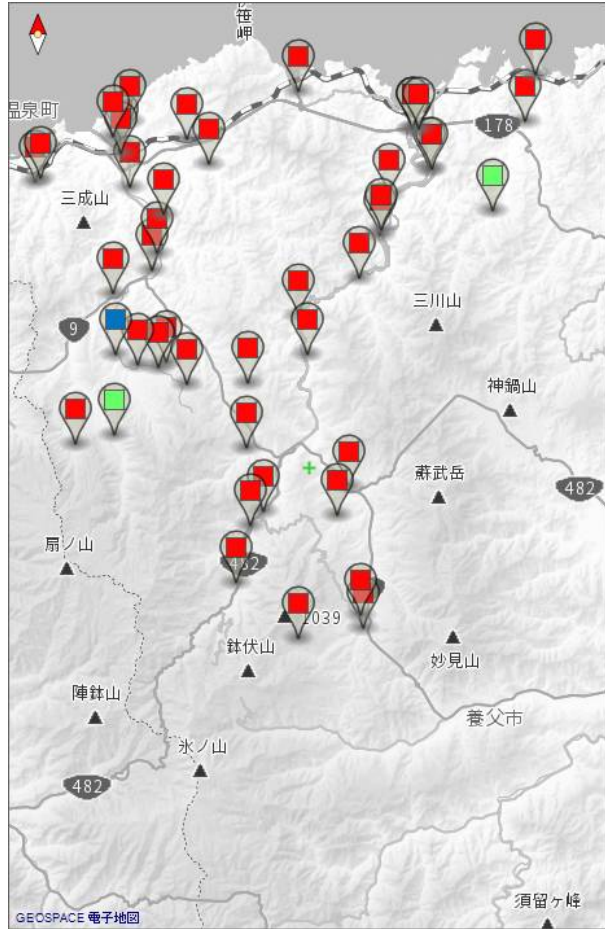 笹岬
温泉町
178
三成山
9
三川山
神鍋山
蘇武岳
482
扇ノ山
482
1039
鉢伏山
妙見山
陣鉢山
養父市
氷ノ山
482
須留ヶ峰
GEOSPACE 電子地図